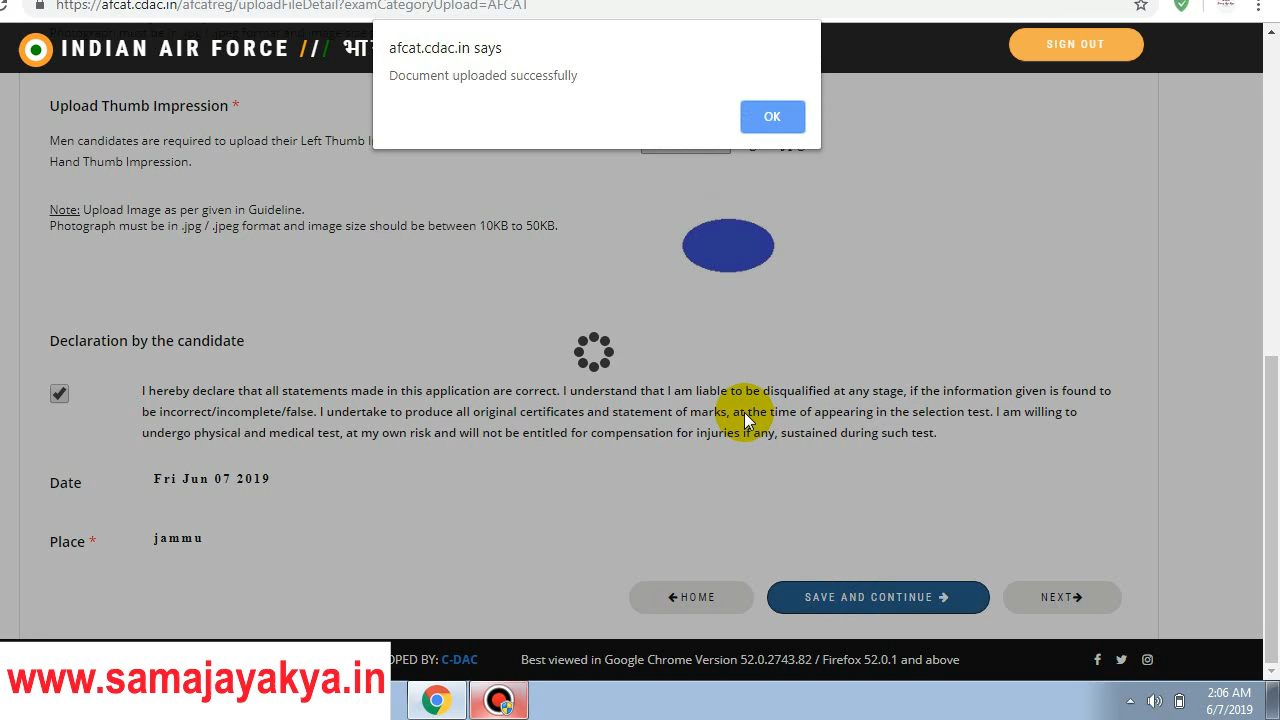 https://afcat.cdac.in/afcatreg/uploadFileDetail?examCategoryUpload=AFCAT
afcat.cdac.in says
Document uploaded successfully
OK
INDIAN AIR FORCE /// भा
SIGN OUT
Upload Thumb Impression *
Men candidates are required to upload their Left Thumb
Hand Thumb Impression.
Note: Upload Image as per given in Guideline.
Photograph must be in .jpg / .jpeg format and image size should be between 10KB to 50KB.
Declaration by the candidate
I hereby declare that all statements made in this application are correct. I understand that I am liable to be disqualified at any stage, if the information given is found to
be incorrect/incomplete/false. I undertake to produce all original certificates and statement of marks, at the time of appearing in the selection test. I am willing to
undergo physical and medical test, at my own risk and will not be entitled for compensation for injuries if any, sustained during such test.
Date Fri Jun 07 2019
Place * jammu
HOME
SAVE AND CONTINUE
NEXT
OPED BY: C-DAC
Best viewed in Google Chrome Version 52.0.2743.82 / Firefox 52.0.1 and above
www.samajayakya.in
2:06 AM
6/7/2019